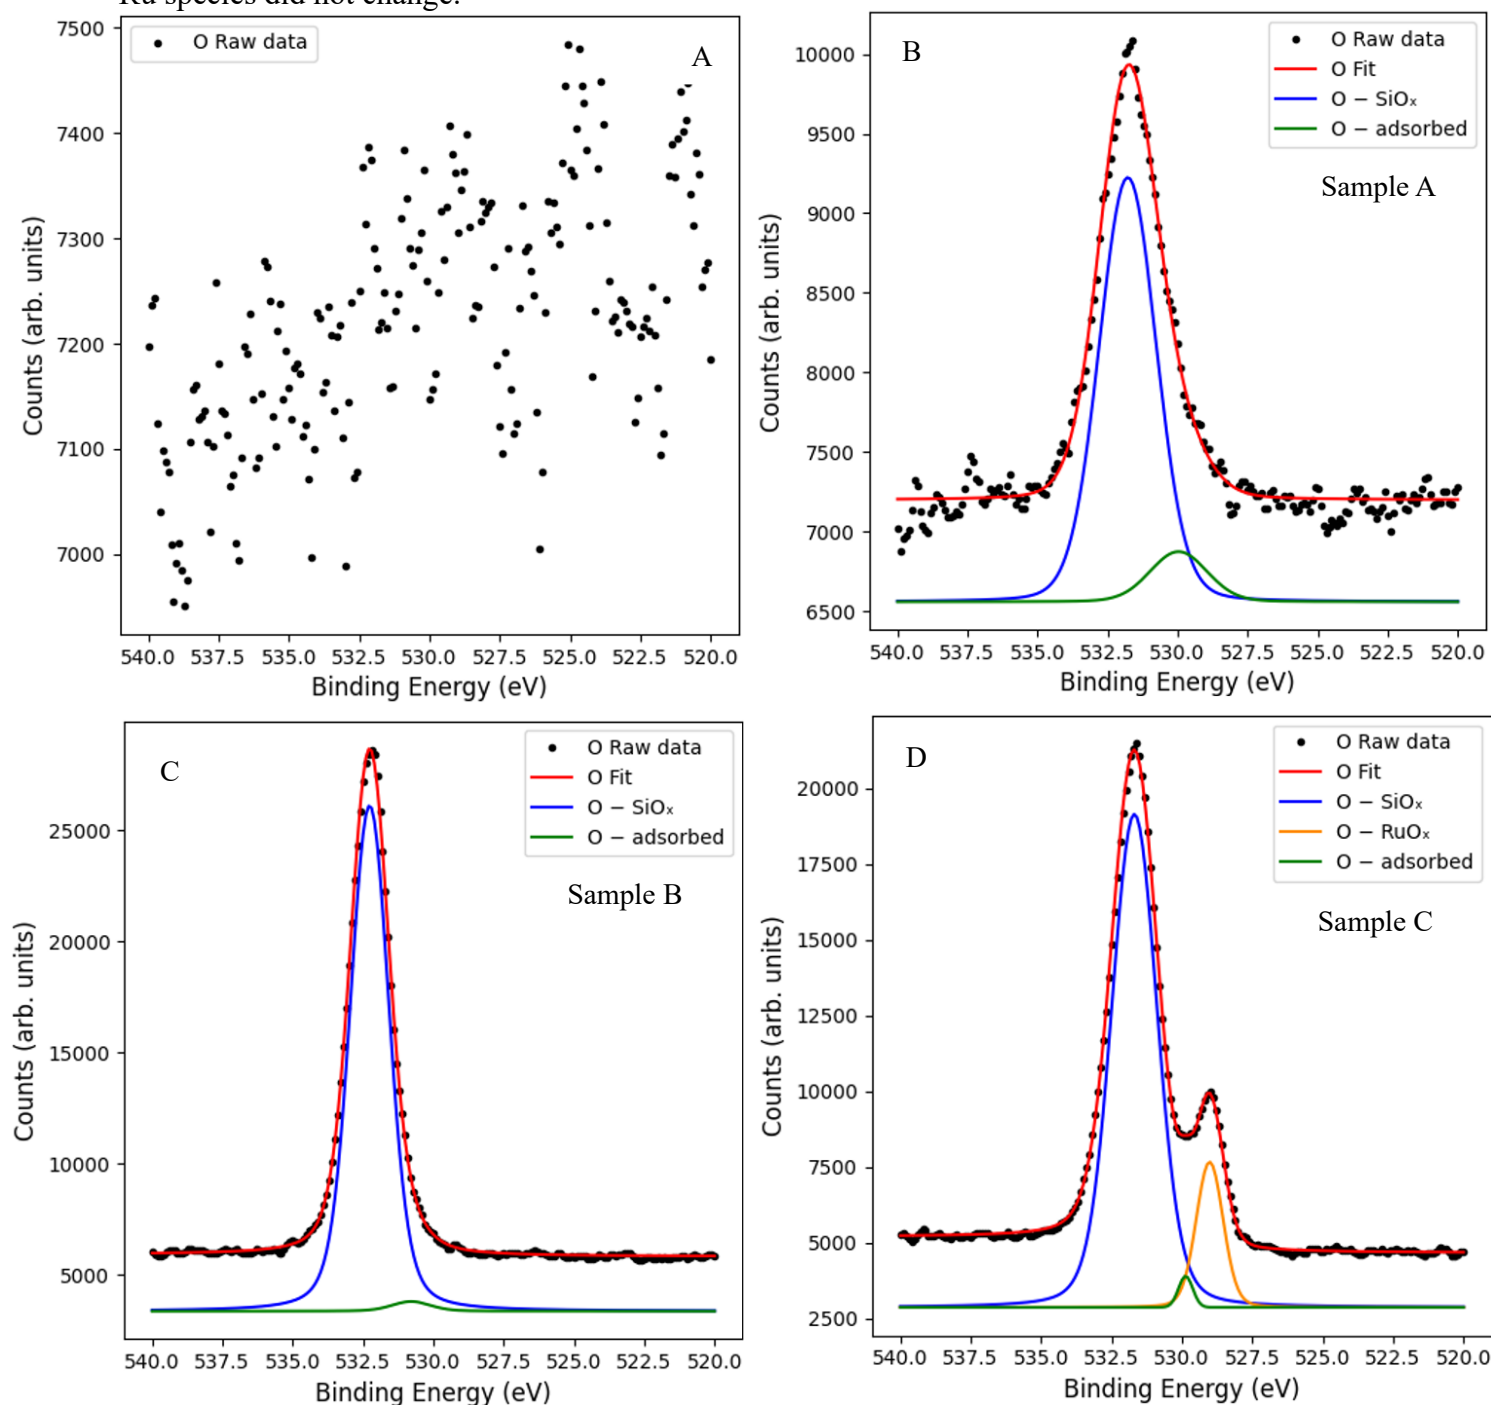 Ru species did not change.
7500
7400
7300
7200
7100
7000
O Raw data
A
Counts (arb. units)
540.0 537.5 535.0 532.5 530.0 527.5 525.0 522.5 520.0
Binding Energy (eV)
10000
9500
9000
8500
8000
7500
7000
6500
B
O Raw data
O Fit
O − SiOₓ
O − adsorbed
Sample A
Counts (arb. units)
540.0 537.5 535.0 532.5 530.0 527.5 525.0 522.5 520.0
Binding Energy (eV)
25000
20000
15000
10000
5000
C
O Raw data
O Fit
O − SiOₓ
O − adsorbed
Sample B
Counts (arb. units)
540.0 537.5 535.0 532.5 530.0 527.5 525.0 522.5 520.0
Binding Energy (eV)
20000
17500
15000
12500
10000
7500
5000
2500
D
O Raw data
O Fit
O − SiOₓ
O − RuOₓ
O − adsorbed
Sample C
Counts (arb. units)
540.0 537.5 535.0 532.5 530.0 527.5 525.0 522.5 520.0
Binding Energy (eV)